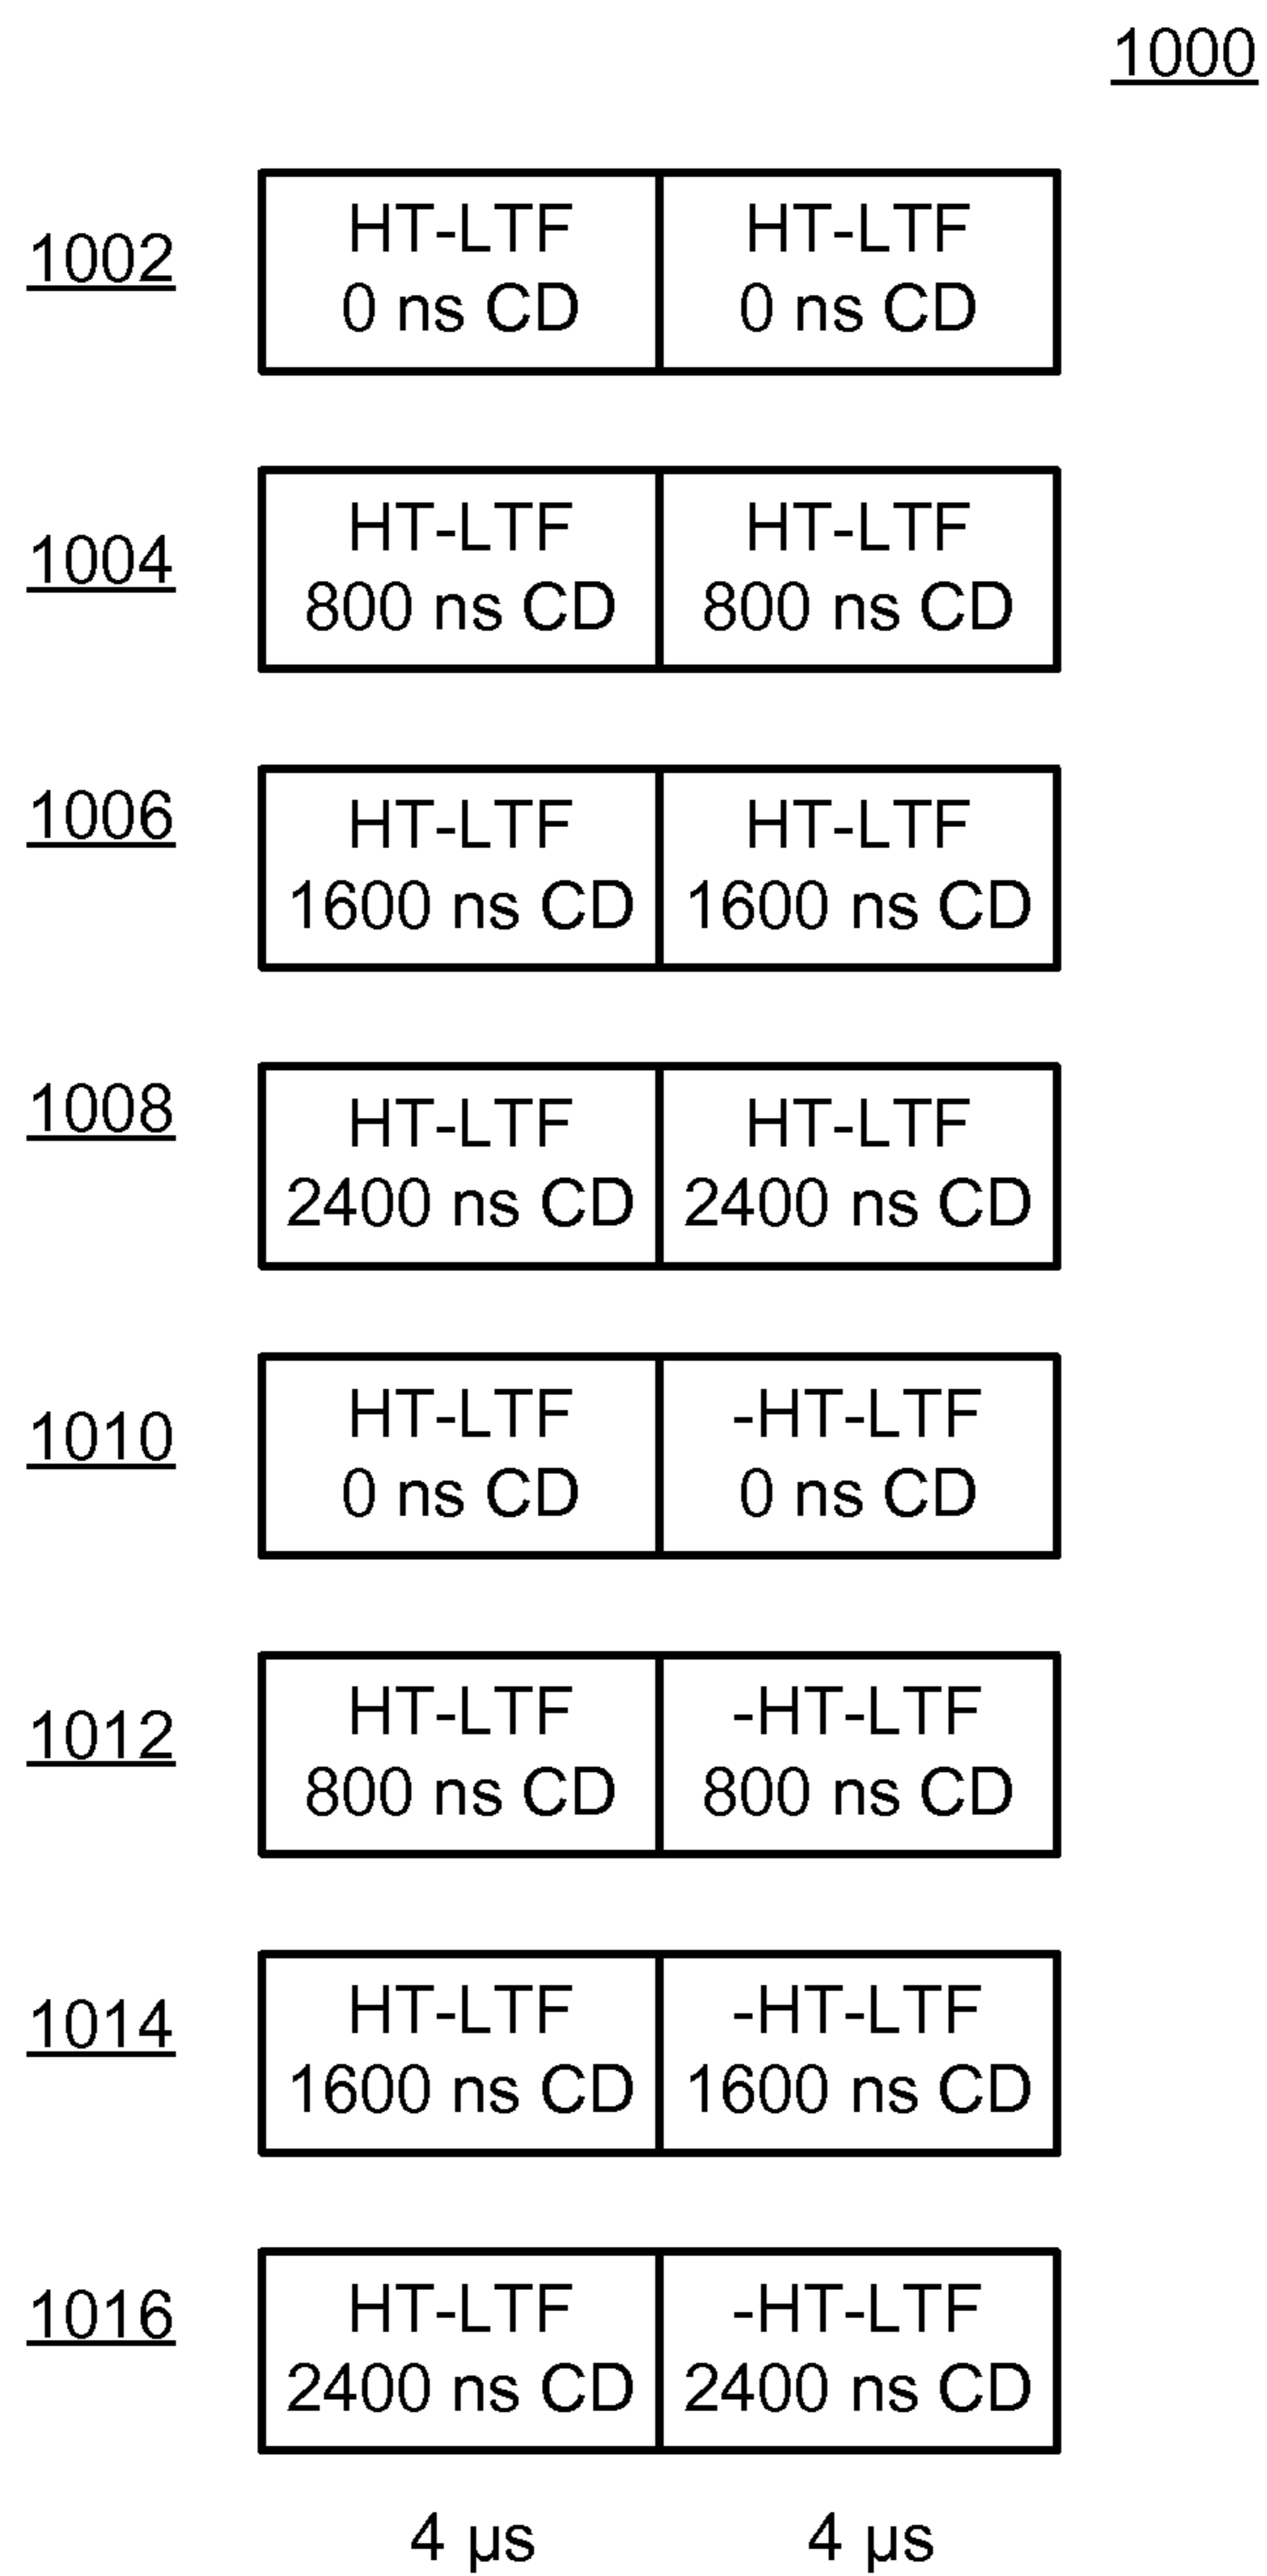 1000
1002
HT-LTF HT-LTF
0 ns CD 0 ns CD
1004
HT-LTF HT-LTF
800 ns CD 800 ns CD
1006
HT-LTF HT-LTF
1600 ns CD 1600 ns CD
1008
HT-LTF HT-LTF
2400 ns CD 2400 ns CD
1010
HT-LTF -HT-LTF
0 ns CD 0 ns CD
1012
HT-LTF -HT-LTF
800 ns CD 800 ns CD
1014
HT-LTF -HT-LTF
1600 ns CD 1600 ns CD
1016
HT-LTF -HT-LTF
2400 ns CD 2400 ns CD
4 µs 4 µs